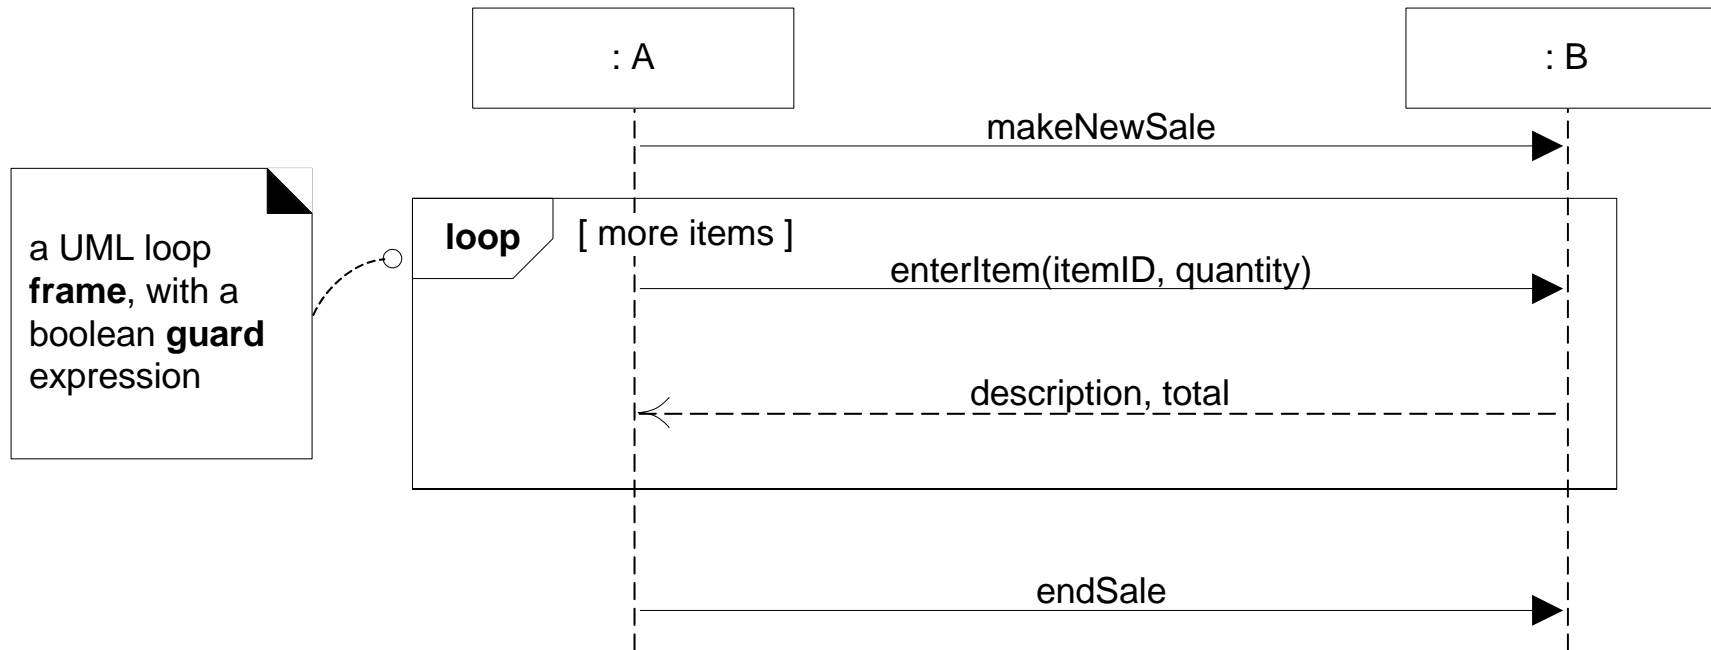 : A
: B
makeNewSale
a UML loop
frame, with a
boolean guard
expression
loop
[ more items ]
enterItem(itemID, quantity)
description, total
endSale